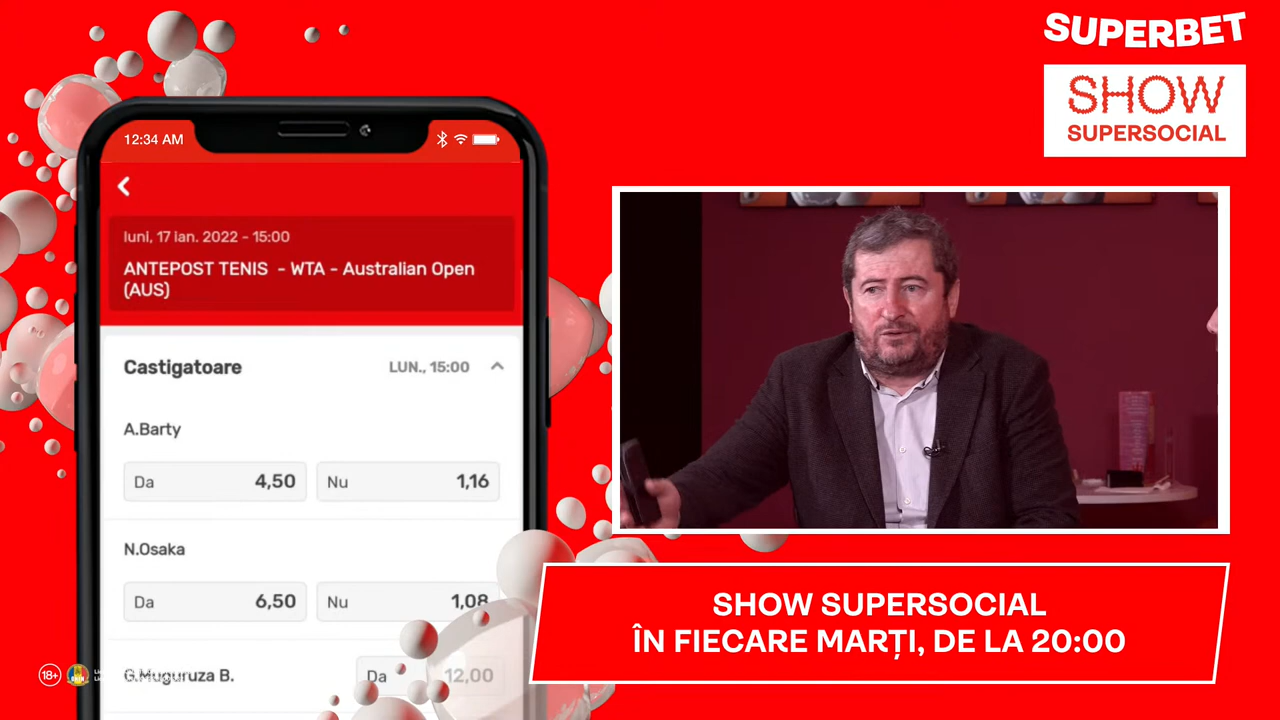 SUPERBET
SHOW
SUPERSOCIAL
12:34 AM
luni, 17 ian. 2022 - 15:00
ANTEPOST TENIS - WTA - Australian Open
(AUS)
Castigatoare LUN., 15:00
A.Barty
Da 4,50 Nu 1,16
N.Osaka
Da 6,50 Nu 1,08
G.Muguruza B. Da 12,00
18+
SHOW SUPERSOCIAL
ÎN FIECARE MARȚI, DE LA 20:00